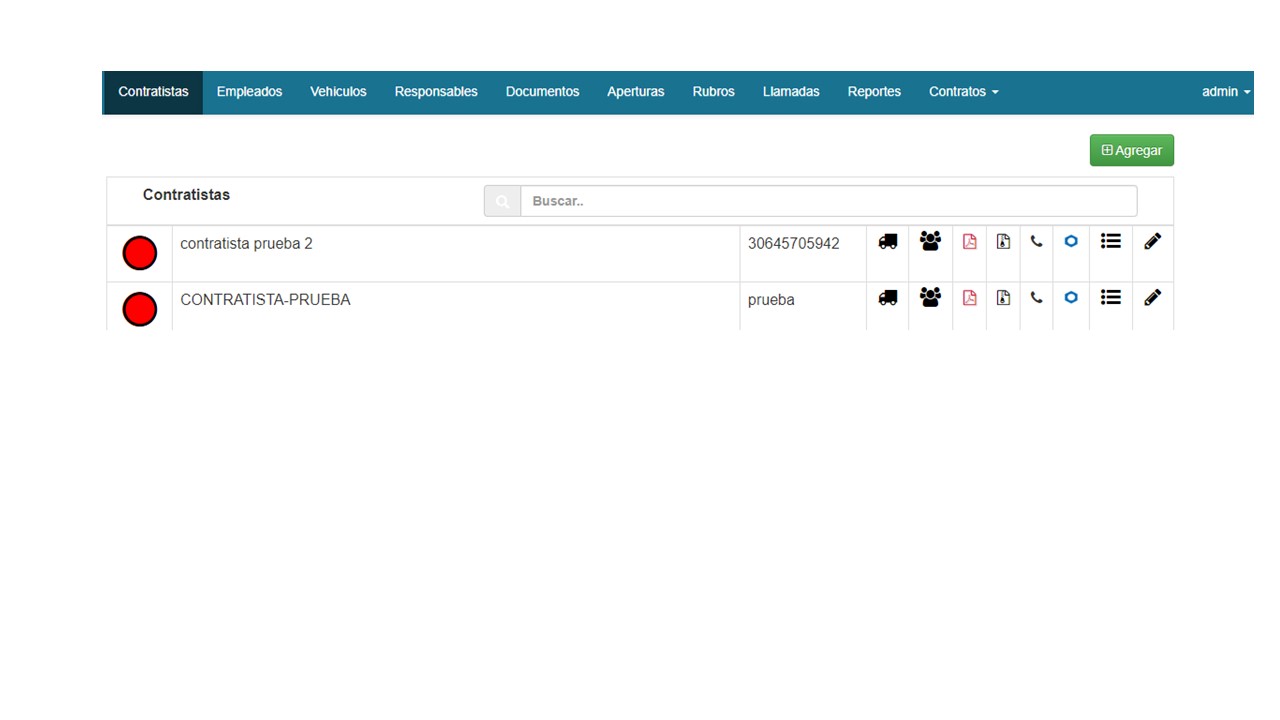 Contratistas Empleados Vehiculos Responsables Documentos Aperturas Rubros Llamadas Reportes Contratos admin
Agregar
Contratistas Buscar..
contratista prueba 2 30645705942
CONTRATISTA-PRUEBA prueba